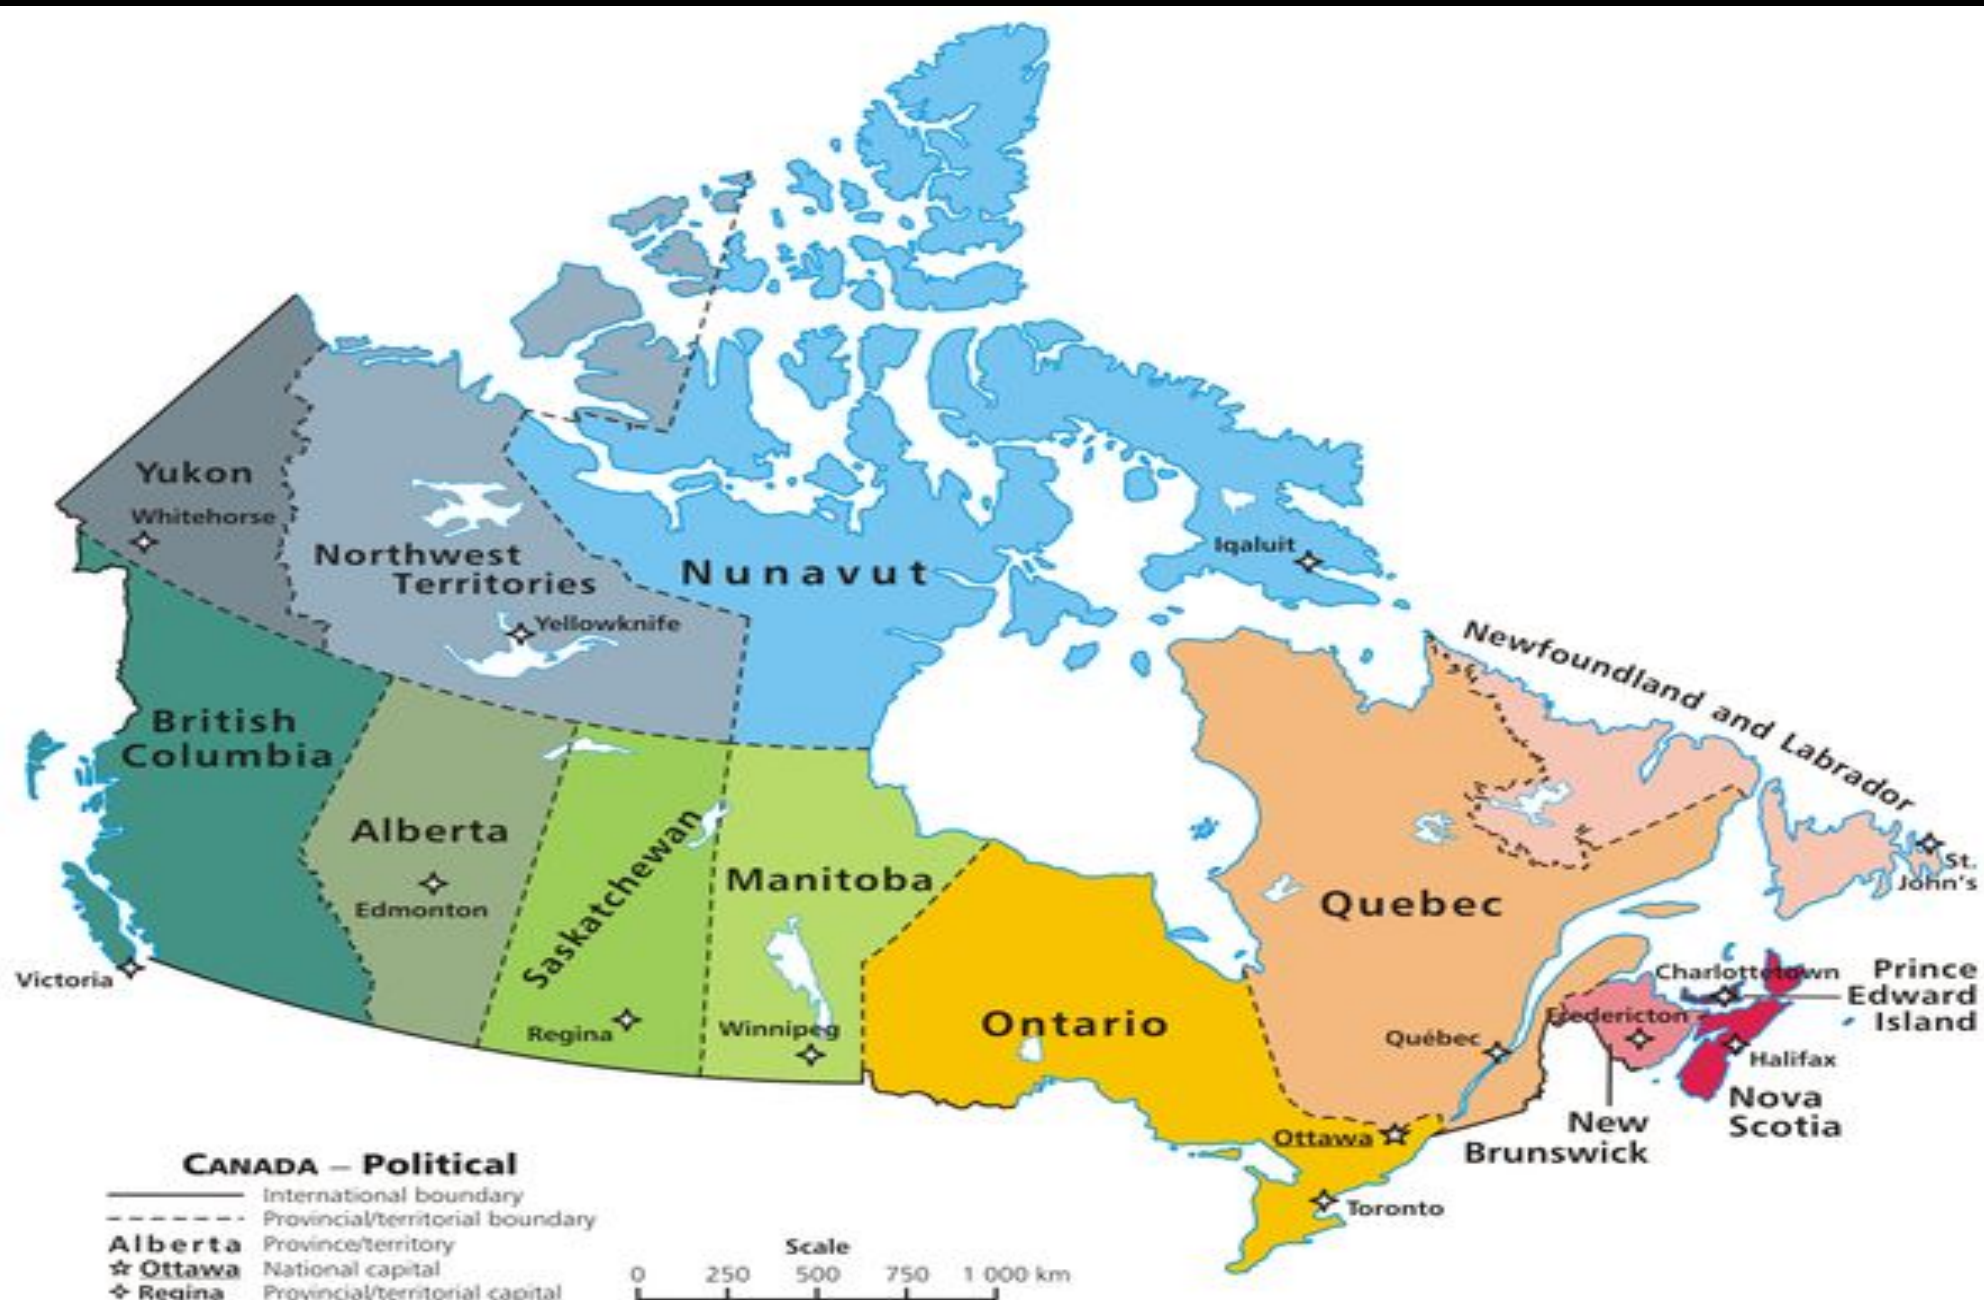 Yukon
Whitehorse
Northwest
Territories
Yellowknife
Nunavut
Iqaluit
British
Columbia
Victoria
Alberta
Edmonton
Saskatchewan
Regina
Manitoba
Winnipeg
Ontario
Ottawa
Toronto
Quebec
Québec
Newfoundland and Labrador
St.
John's
Charlottetown
Prince
Edward
Island
Fredericton
Halifax
Nova
Scotia
New
Brunswick
CANADA – Political
International boundary
Provincial/territorial boundary
Alberta Province/territory
Ottawa National capital
Regina Provincial/territorial capital
Scale
0 250 500 750 1 000 km